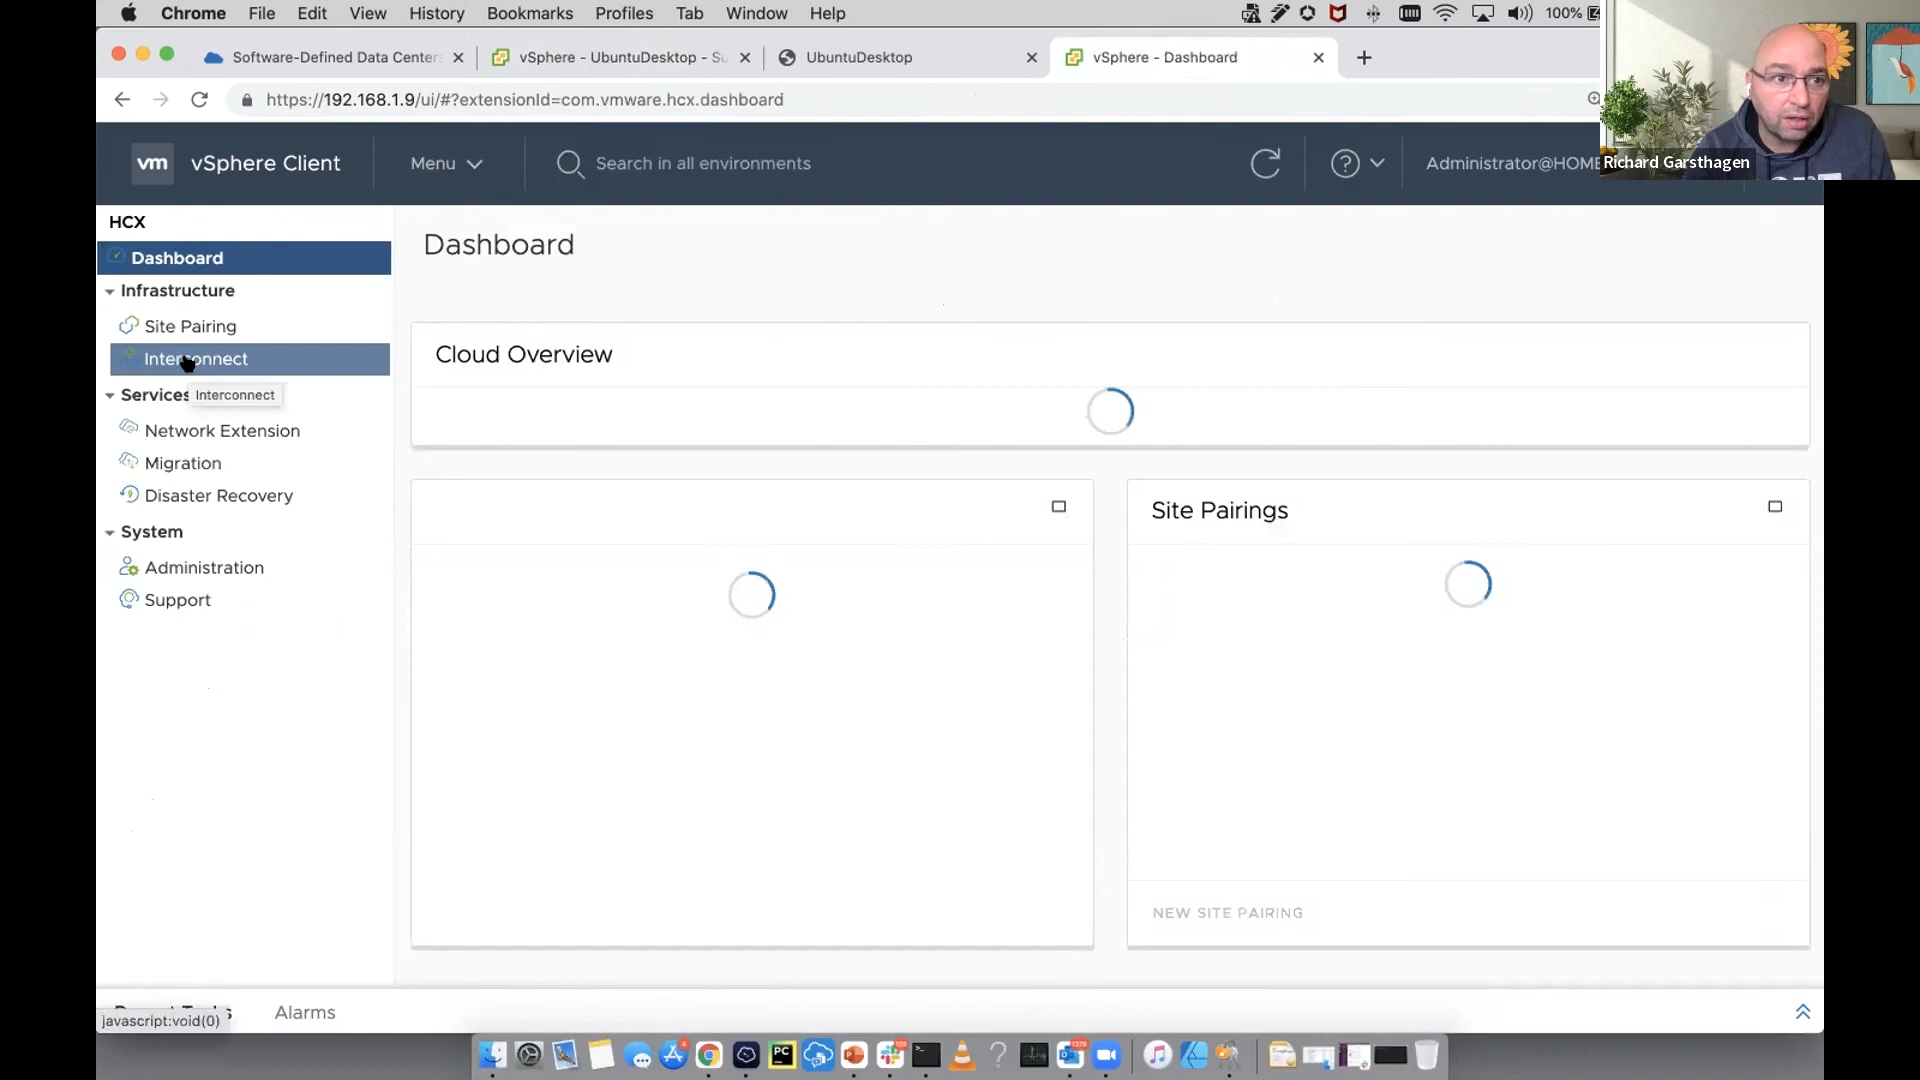 Chrome File Edit View History Bookmarks Profiles Tab Window Help 100%
Software-Defined Data Center
vSphere - UbuntuDesktop - Su
UbuntuDesktop
vSphere - Dashboard
https://192.168.1.9/ui/#?extensionId=com.vmware.hcx.dashboard
Richard Garsthagen
vm vSphere Client Menu Search in all environments Administrator@HOME
HCX
Dashboard
Infrastructure
Site Pairing
Interconnect
Services
Interconnect
Network Extension
Migration
Disaster Recovery
System
Administration
Support
Dashboard
Cloud Overview
Site Pairings
NEW SITE PAIRING
Alarms
javascript:void(0)
PC